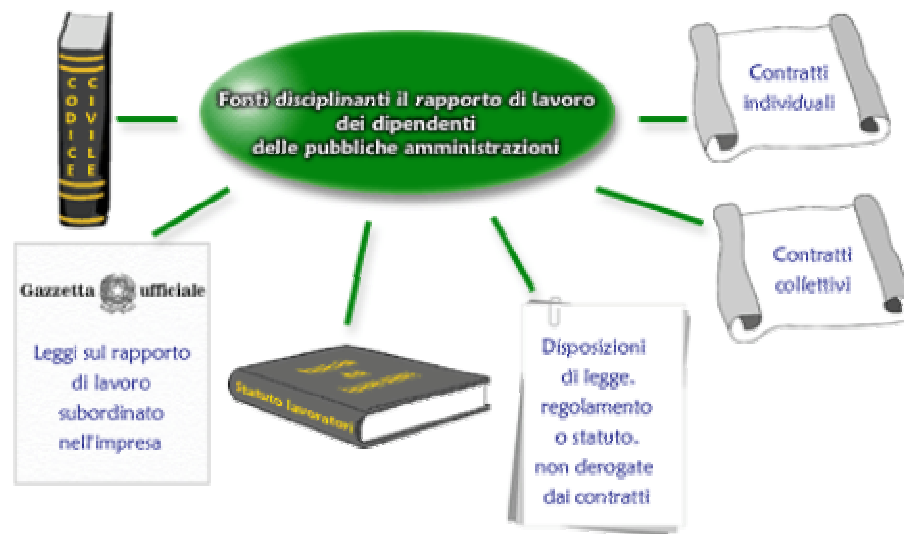 Fonti disciplinanti il rapporto di lavoro
dei dipendenti
delle pubbliche amministrazioni
CODICE
CIVILE
Gazzetta ufficiale
Leggi sul rapporto
di lavoro
subordinato
nell'impresa
Statuto lavoratori
Disposizioni
di legge,
regolamento
o statuto,
non derogate
dai contratti
Contratti
individuali
Contratti
collettivi